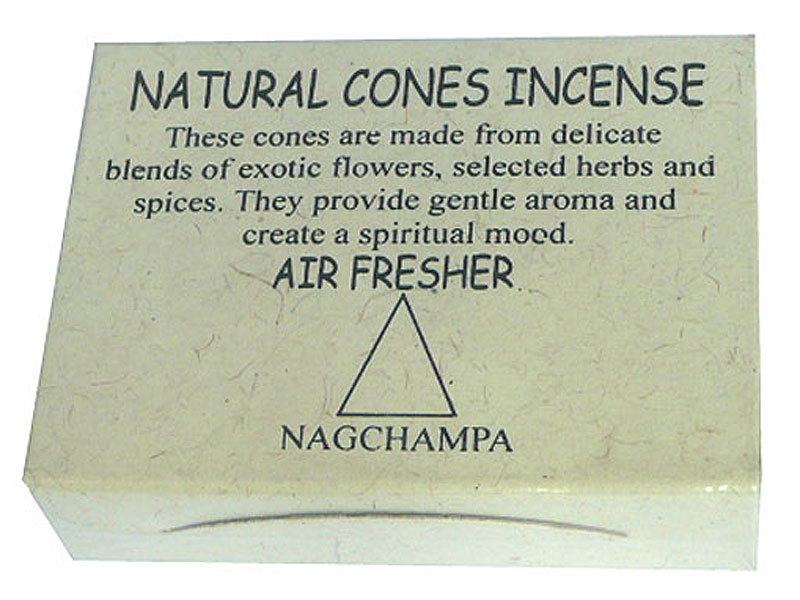 NATURAL CONES INCENSE
These cones are made from delicate
blends of exotic flowers, selected herbs and
spices. They provide gentle aroma and
create a spiritual mood.
AIR FRESHER
NAGCHAMPA